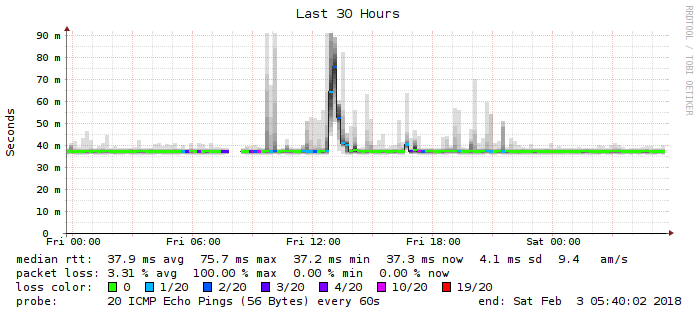 Last 30 Hours
RRDTOOL / TOBI OETIKER
Seconds
90 m
80 m
70 m
60 m
50 m
40 m
30 m
20 m
10 m
0
Fri 00:00 Fri 06:00 Fri 12:00 Fri 18:00 Sat 00:00
median rtt: 37.9 ms avg 75.7 ms max 37.2 ms min 37.3 ms now 4.1 ms sd 9.4 am/s
packet loss: 3.31 % avg 100.00 % max 0.00 % min 0.00 % now
loss color: 0 1/20 2/20 3/20 4/20 10/20 19/20
probe: 20 ICMP Echo Pings (56 Bytes) every 60s end: Sat Feb 3 05:40:02 2018